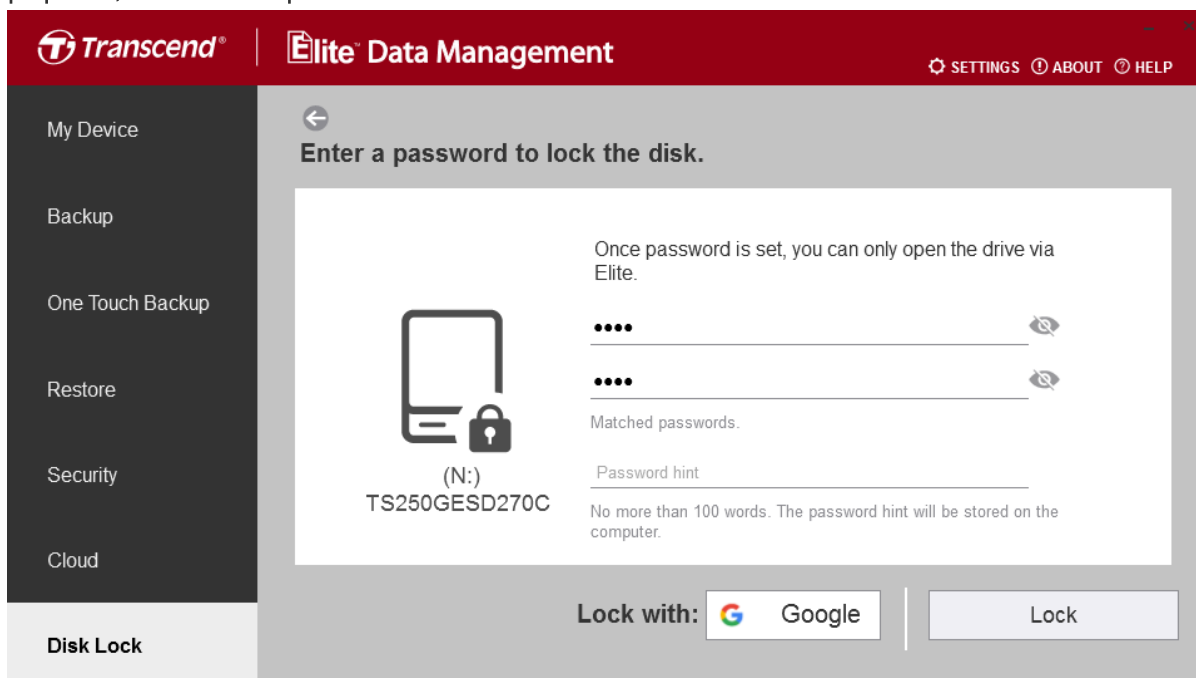 Transcend®
Elite™ Data Management
SETTINGS ABOUT HELP
My Device
Backup
One Touch Backup
Restore
Security
Cloud
Disk Lock
Enter a password to lock the disk.
Once password is set, you can only open the drive via
Elite.
••••
••••
Matched passwords.
Password hint
No more than 100 words. The password hint will be stored on the
computer.
(N:)
TS250GESD270C
Lock with: Google
Lock